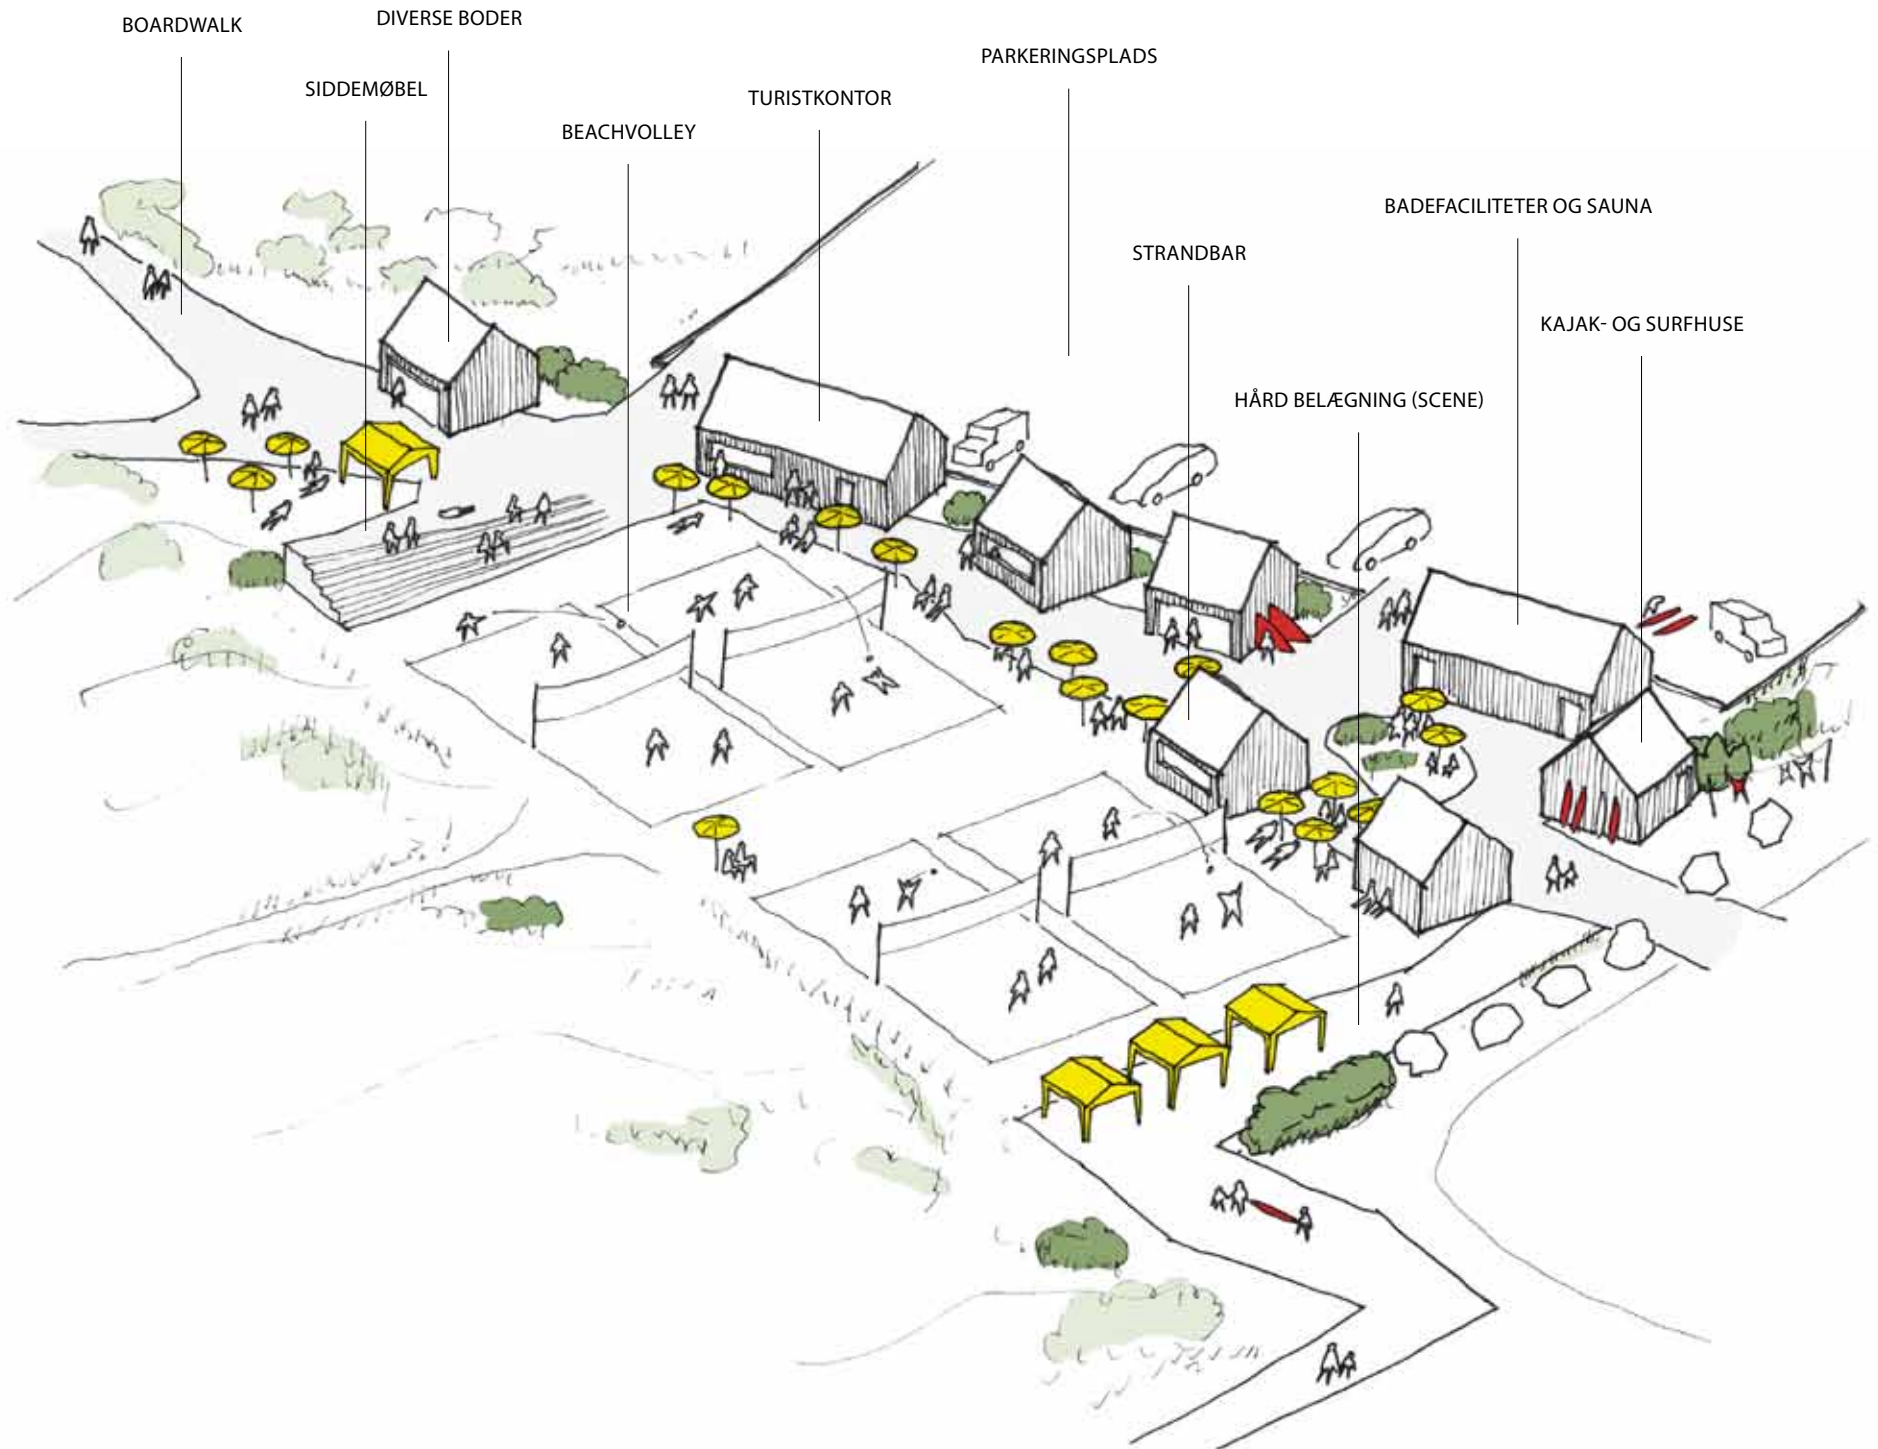 BOARDWALK
DIVERSE BODER
SIDDEMØBEL
BEACHVOLLEY
TURISTKONTOR
PARKERINGSPLADS
STRANDBAR
BADEFACILITETER OG SAUNA
HÅRD BELÆGNING (SCENE)
KAJAK- OG SURFHUSE